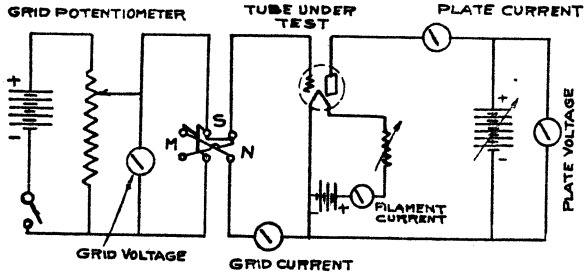 GRID POTENTIOMETER
TUBE UNDER
TEST
PLATE CURRENT
+
-
S
M
N
+
-
PLATE VOLTAGE
- +
FILAMENT
CURRENT
GRID VOLTAGE
GRID CURRENT